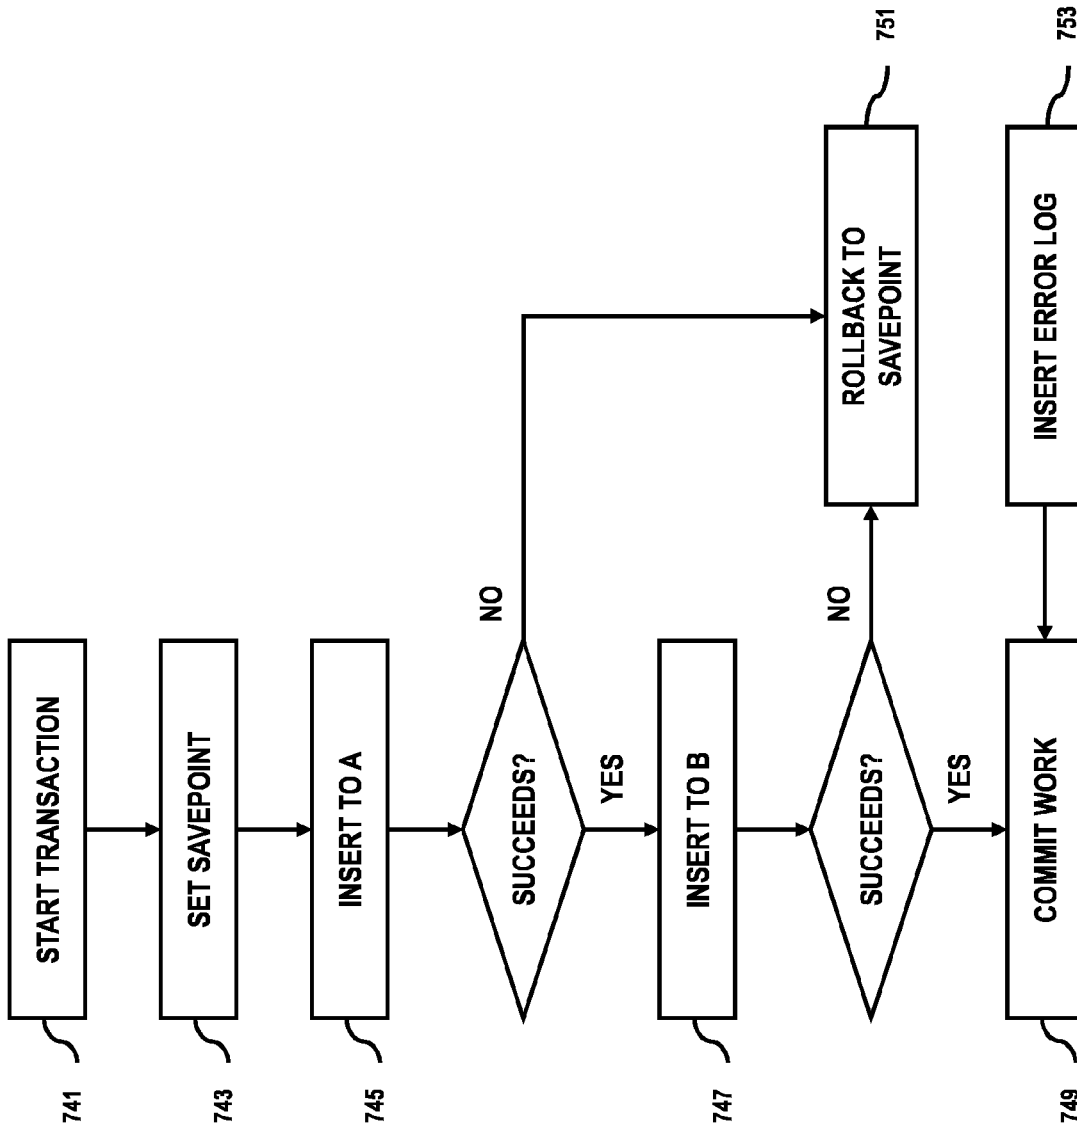 741
START TRANSACTION
743
SET SAVEPOINT
745
INSERT TO A
SUCCEEDS?
NO
YES
747
INSERT TO B
SUCCEEDS?
NO
YES
751
ROLLBACK TO
SAVEPOINT
753
INSERT ERROR LOG
749
COMMIT WORK